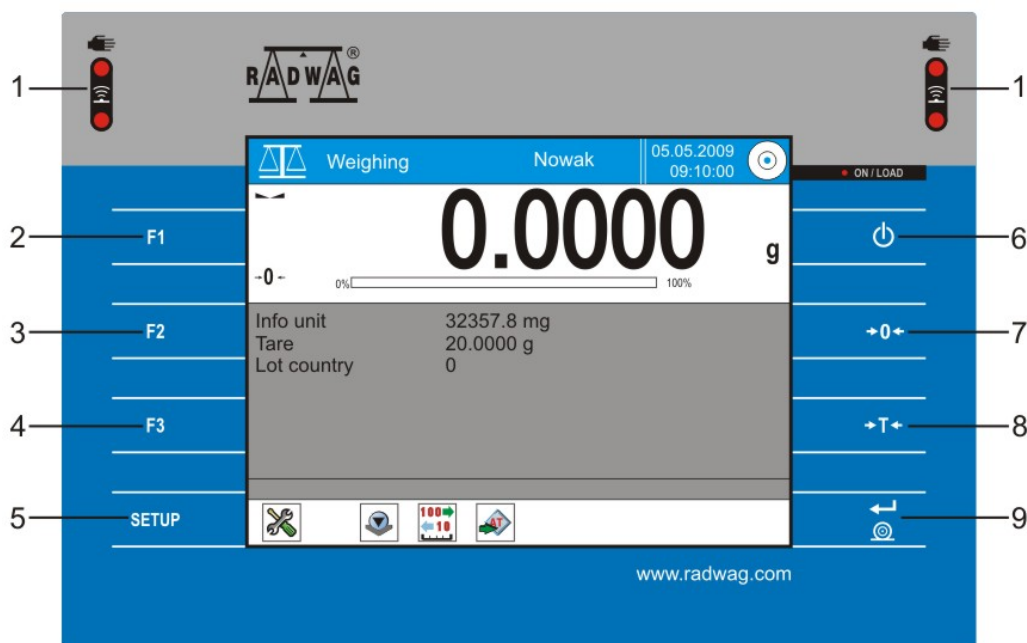 RADWAG®
1
1
Weighing Nowak 05.05.2009
09:10:00
ON / LOAD
0.0000 g
→0←
0% 100%
2 F1
6
Info unit 32357.8 mg
Tare 20.0000 g
Lot country 0
3 F2
→0← 7
4 F3
→T← 8
5 SETUP
100 10 AT
9
www.radwag.com